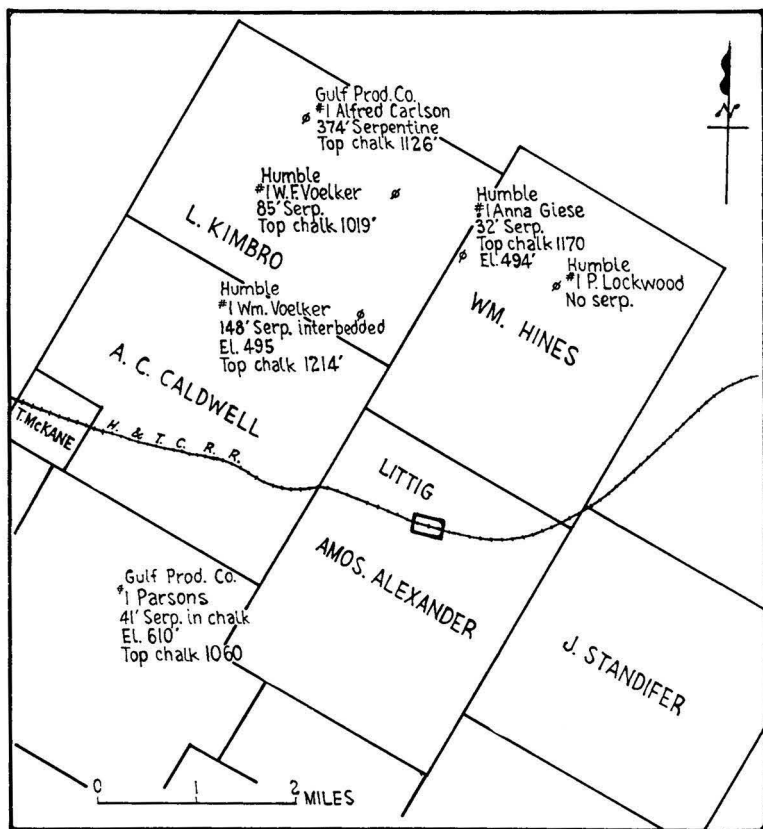 Gulf Prod. Co.
#1 Alfred Carlson
374' Serpentine
Top chalk 1126'
N
Humble
#1 W.F. Voelker
85' Serp.
Top chalk 1019'
Humble
#1 Anna Giese
32' Serp.
Top chalk 1170
El. 494'
Humble
#1 P. Lockwood
No serp.
L. KIMBRO
Humble
#1 Wm. Voelker
148' Serp. interbedded
El. 495
Top chalk 1214'
WM. HINES
A. C. CALDWELL
T. McKANE
H. & T. C. R. R.
LITTIG
AMOS. ALEXANDER
Gulf Prod. Co.
#1 Parsons
41' Serp. in chalk
El. 610'
Top chalk 1060
J. STANDIFER
0 1 2 MILES